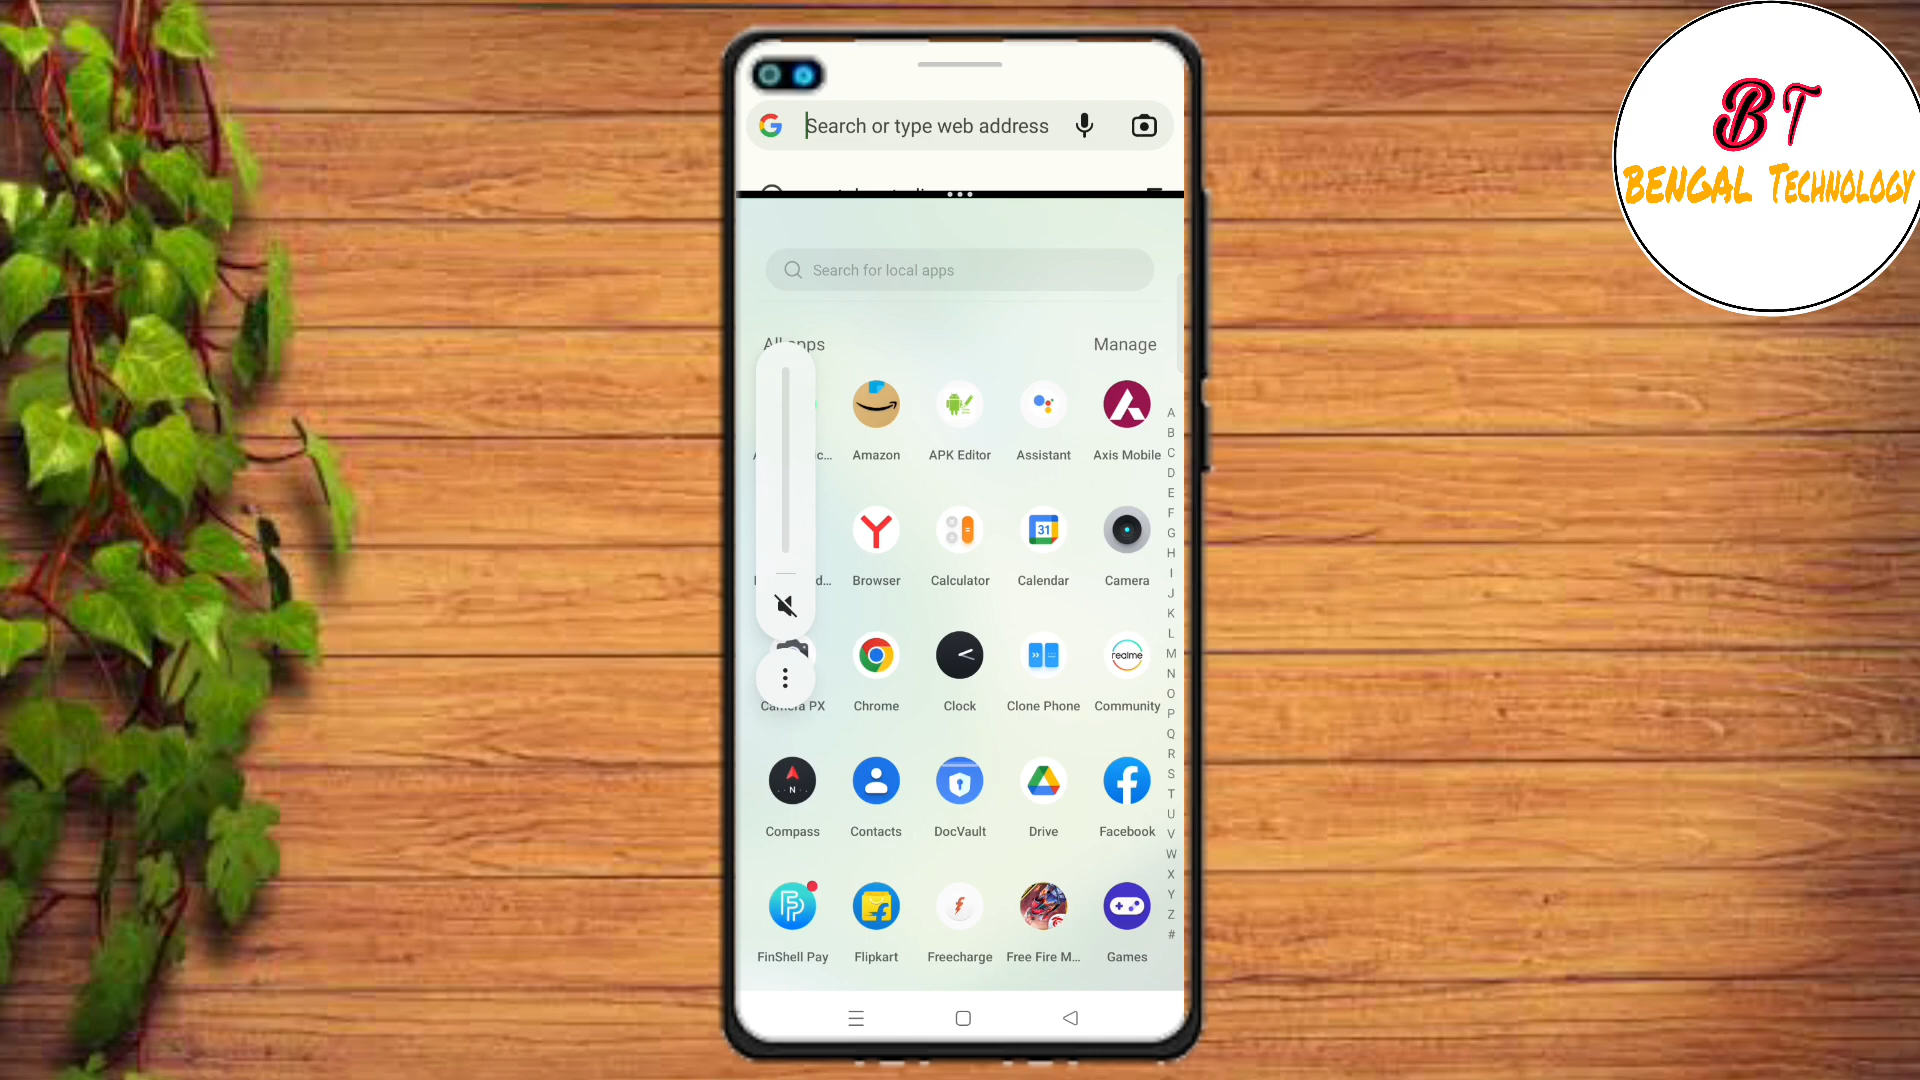 BT
BENGAL TECHNOLOGY
Search or type web address
Search for local apps
All apps
Manage
Amazon
APK Editor
Assistant
Axis Mobile
31
Browser
Calculator
Calendar
Camera
realme
Camera PX
Chrome
Clock
Clone Phone
Community
N
Compass
Contacts
DocVault
Drive
Facebook
FinShell Pay
Flipkart
Freecharge
Free Fire M...
Games
A
B
C
D
E
F
G
H
I
J
K
L
M
N
O
P
Q
R
S
T
U
V
W
X
Y
Z
#